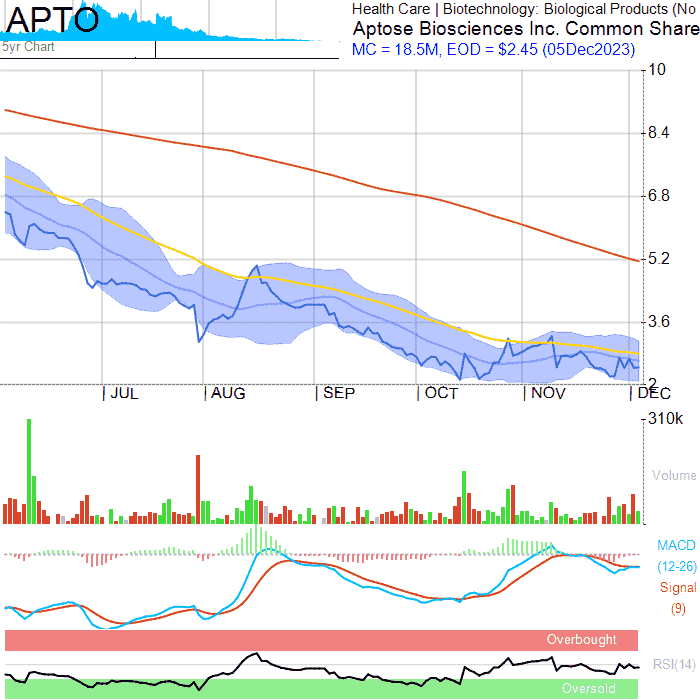 APTO
5yr Chart
Health Care | Biotechnology: Biological Products (No
Aptose Biosciences Inc. Common Share
MC = 18.5M, EOD = $2.45 (05Dec2023)
10
8.4
6.8
5.2
3.6
2
JUL AUG SEP OCT NOV DEC
310k
Volume
MACD
(12-26)
Signal
(9)
Overbought
RSI(14)
Oversold